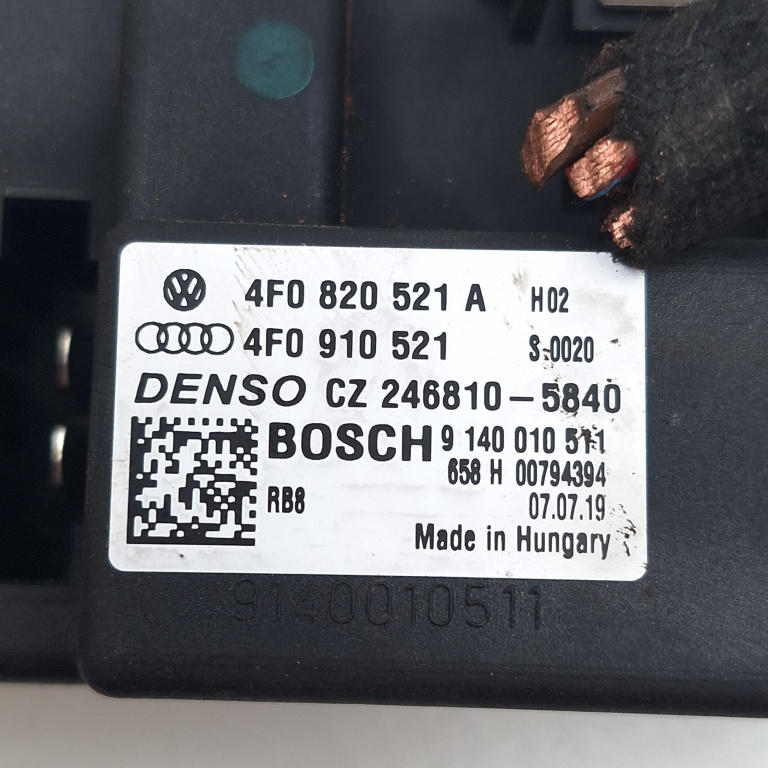 4F0 820 521 A H02
4F0 910 521 S.0020
DENSO CZ 246810-5840
BOSCH 9 140 010 511
658 H 00794394
RB8 07.07.19
Made in Hungary
9140010511